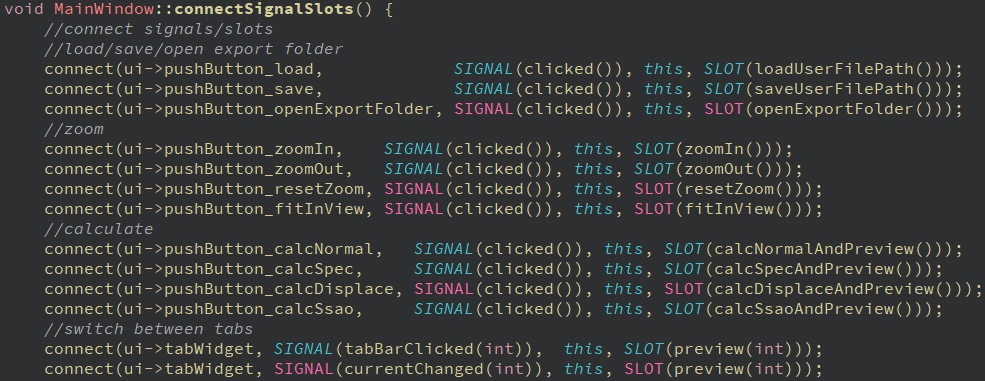 void MainWindow::connectSignalSlots() {
    //connect signals/slots
    //load/save/open export folder
    connect(ui->pushButton_load,             SIGNAL(clicked()), this, SLOT(loadUserFilePath()));
    connect(ui->pushButton_save,             SIGNAL(clicked()), this, SLOT(saveUserFilePath()));
    connect(ui->pushButton_openExportFolder, SIGNAL(clicked()), this, SLOT(openExportFolder()));
    //zoom
    connect(ui->pushButton_zoomIn,    SIGNAL(clicked()), this, SLOT(zoomIn()));
    connect(ui->pushButton_zoomOut,   SIGNAL(clicked()), this, SLOT(zoomOut()));
    connect(ui->pushButton_resetZoom, SIGNAL(clicked()), this, SLOT(resetZoom()));
    connect(ui->pushButton_fitInView, SIGNAL(clicked()), this, SLOT(fitInView()));
    //calculate
    connect(ui->pushButton_calcNormal,   SIGNAL(clicked()), this, SLOT(calcNormalAndPreview()));
    connect(ui->pushButton_calcSpec,     SIGNAL(clicked()), this, SLOT(calcSpecAndPreview()));
    connect(ui->pushButton_calcDisplace, SIGNAL(clicked()), this, SLOT(calcDisplaceAndPreview()));
    connect(ui->pushButton_calcSsao,     SIGNAL(clicked()), this, SLOT(calcSsaoAndPreview()));
    //switch between tabs
    connect(ui->tabWidget, SIGNAL(tabBarClicked(int)),  this, SLOT(preview(int)));
    connect(ui->tabWidget, SIGNAL(currentChanged(int)), this, SLOT(preview(int)));